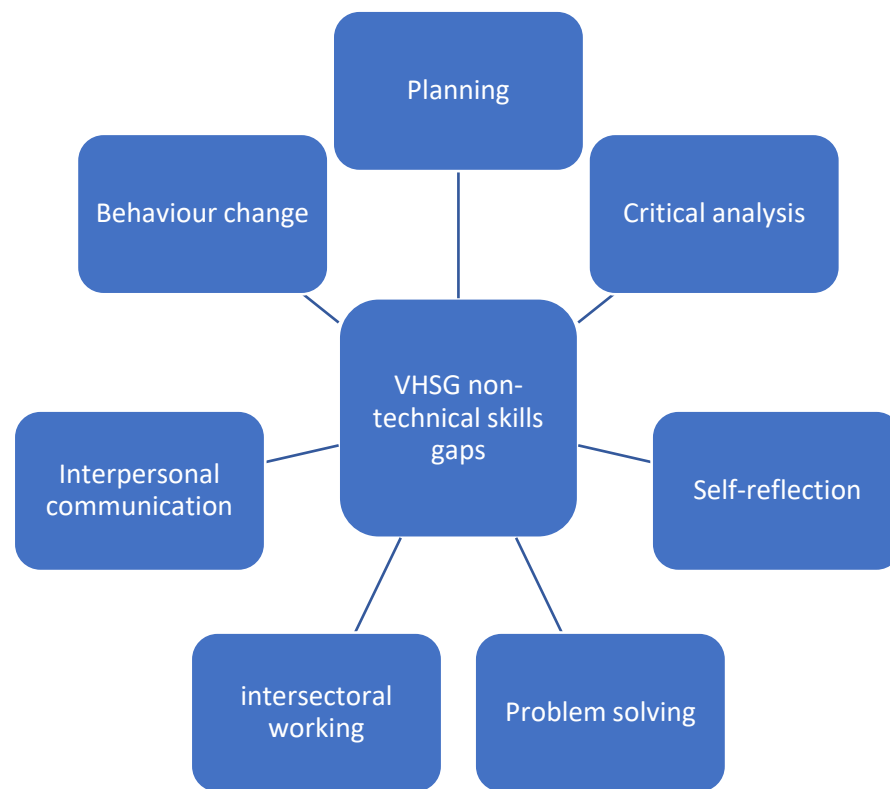 Planning
Behaviour change
Critical analysis
VHSG non-
technical skills
gaps
Interpersonal
communication
Self-reflection
intersectoral
working
Problem solving